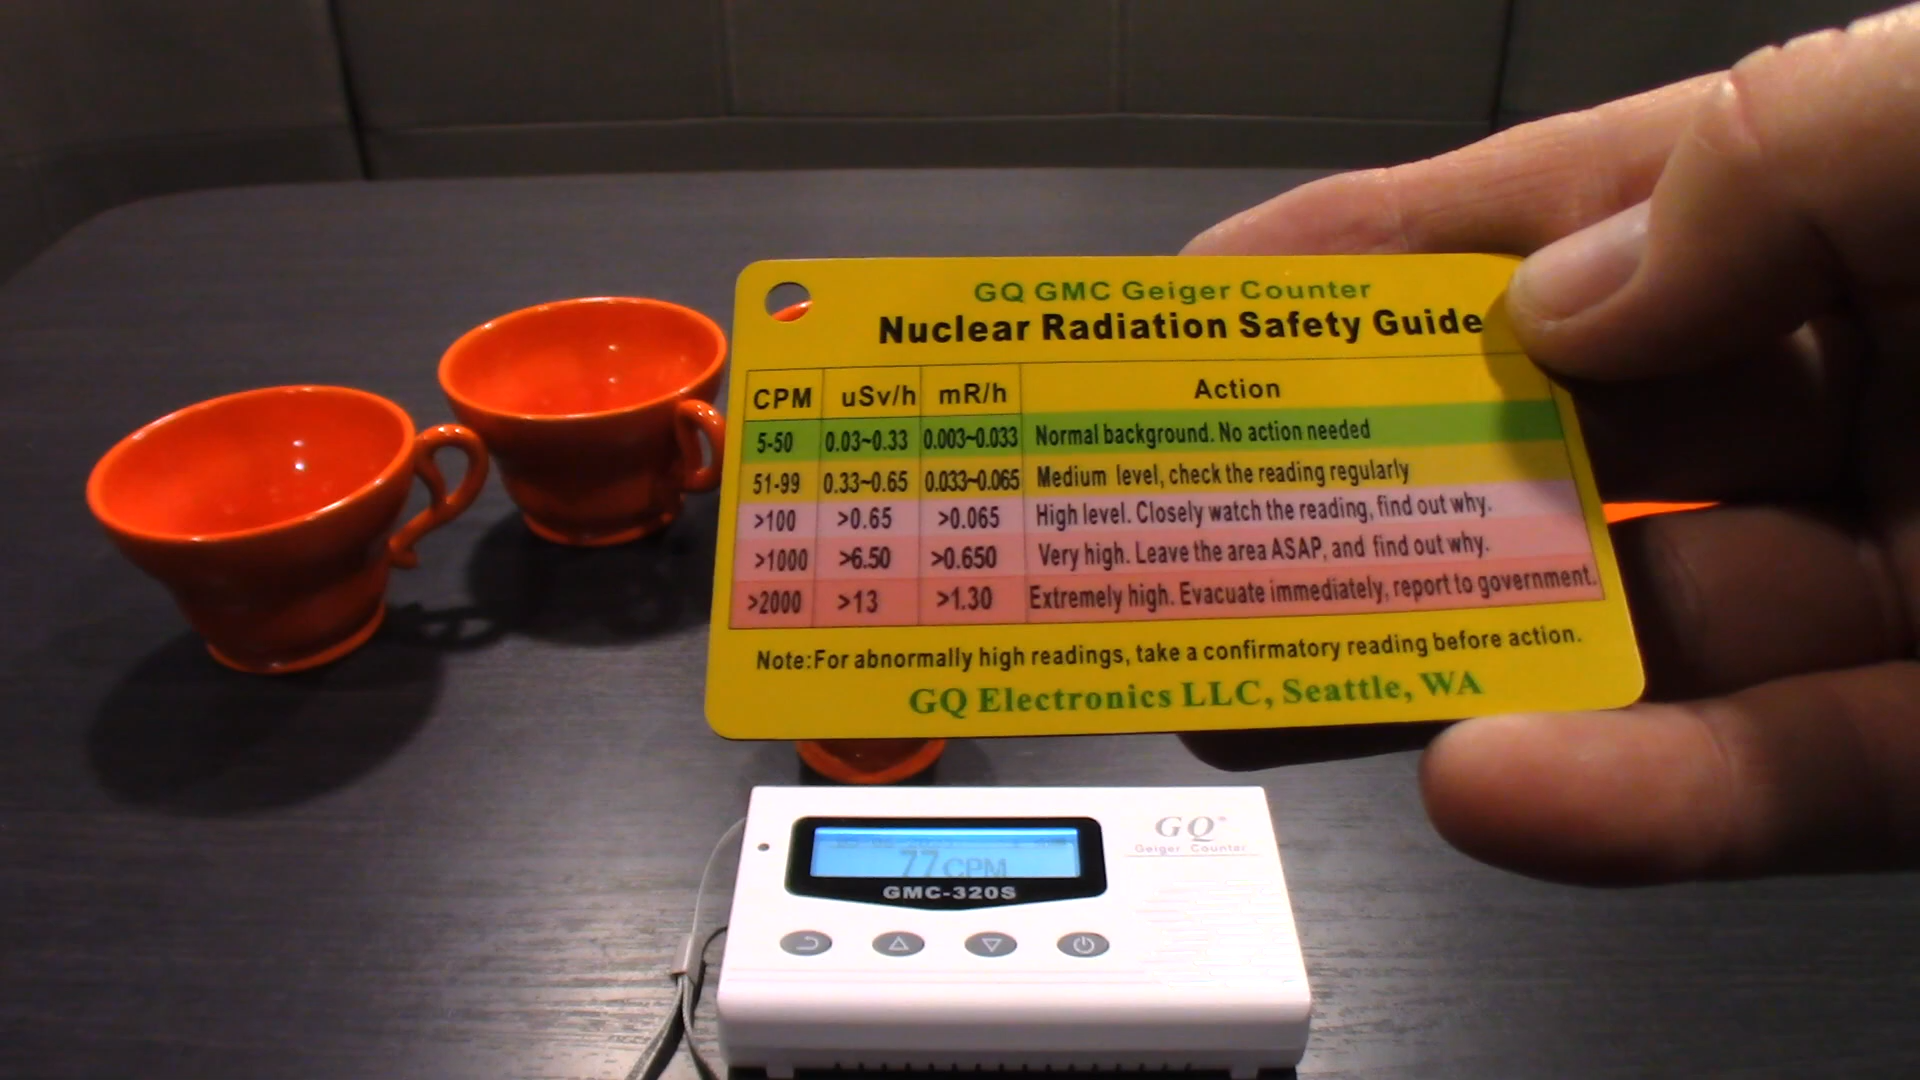 GQ GMC Geiger Counter
Nuclear Radiation Safety Guide
CPM uSv/h mR/h Action
5-50 0.03~0.33 0.003~0.033 Normal background. No action needed
51-99 0.33~0.65 0.033~0.065 Medium level, check the reading regularly
>100 >0.65 >0.065 High level. Closely watch the reading, find out why.
>1000 >6.50 >0.650 Very high. Leave the area ASAP, and find out why.
>2000 >13 >1.30 Extremely high. Evacuate immediately, report to government.
Note:For abnormally high readings, take a confirmatory reading before action.
GQ Electronics LLC, Seattle, WA
GQ
Geiger Counter
77 CPM
GMC-320S